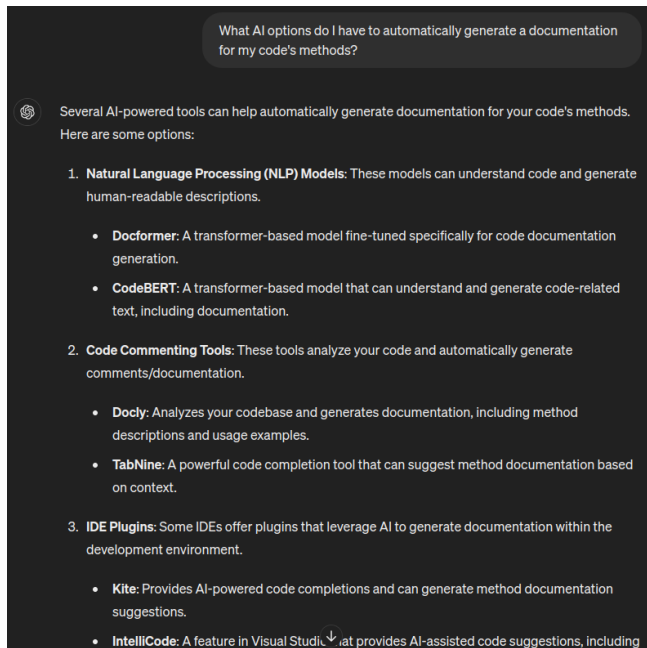 What AI options do I have to automatically generate a documentation
for my code's methods?
Several AI-powered tools can help automatically generate documentation for your code's methods.
Here are some options:
1. Natural Language Processing (NLP) Models: These models can understand code and generate
human-readable descriptions.
• Docformer: A transformer-based model fine-tuned specifically for code documentation
generation.
• CodeBERT: A transformer-based model that can understand and generate code-related
text, including documentation.
2. Code Commenting Tools: These tools analyze your code and automatically generate
comments/documentation.
• Docly: Analyzes your codebase and generates documentation, including method
descriptions and usage examples.
• TabNine: A powerful code completion tool that can suggest method documentation based
on context.
3. IDE Plugins: Some IDEs offer plugins that leverage AI to generate documentation within the
development environment.
• Kite: Provides AI-powered code completions and can generate method documentation
suggestions.
• IntelliCode: A feature in Visual Studi at provides AI-assisted code suggestions, including